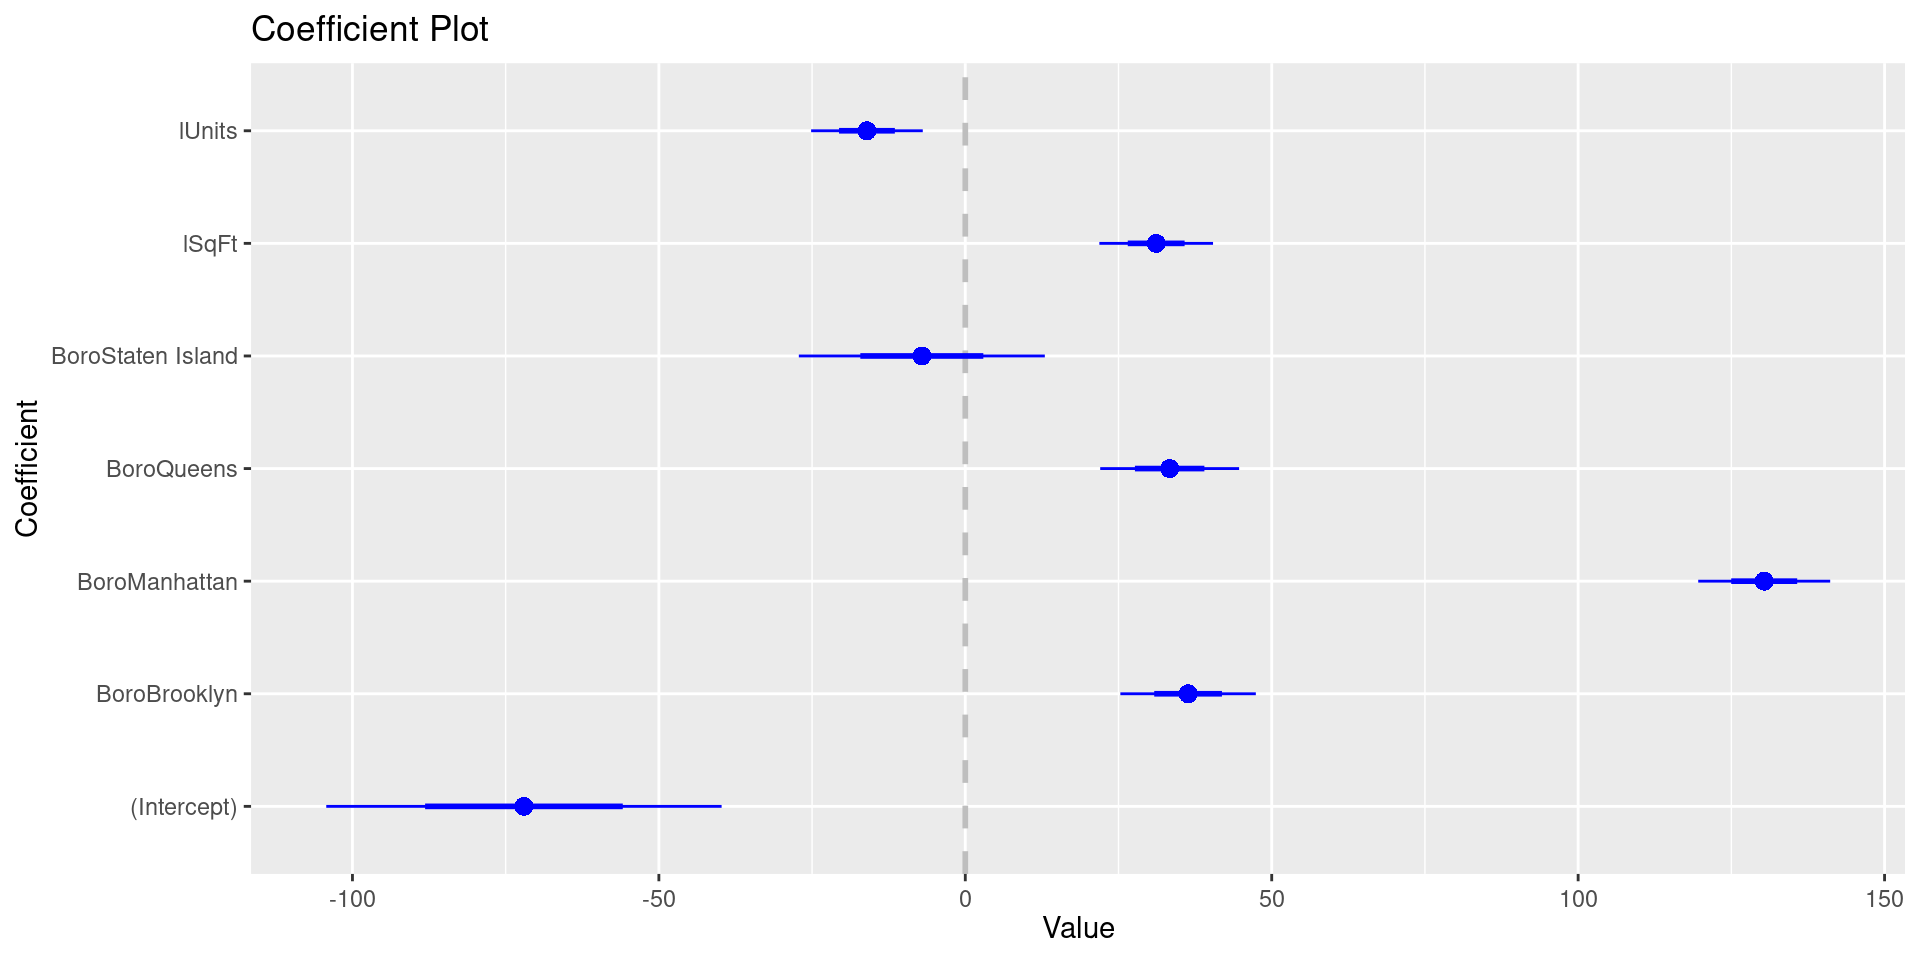 Coefficient Plot
lUnits
lSqFt
BoroStaten Island
BoroQueens
BoroManhattan
BoroBrooklyn
(Intercept)
Coefficient
-100
-50
0
50
100
150
Value